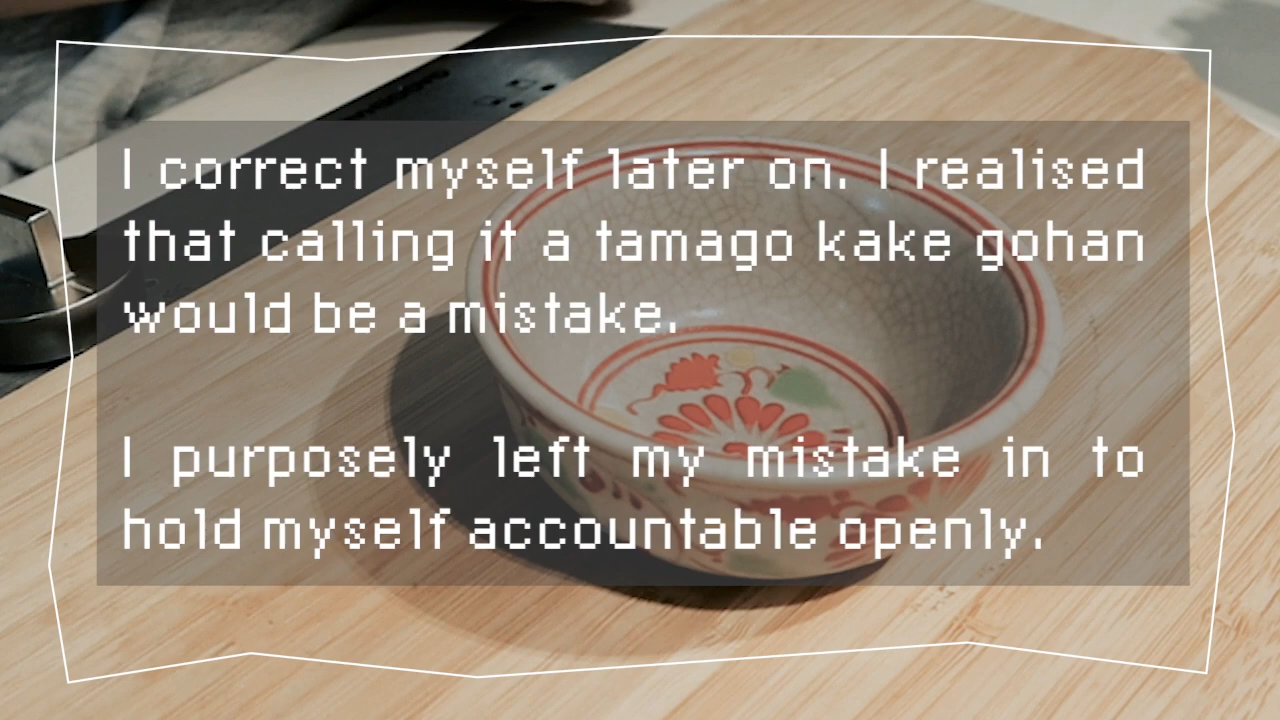 I correct myself later on. I realised
that calling it a tamago kake gohan
would be a mistake.
I purposely left my mistake in to
hold myself accountable openly.